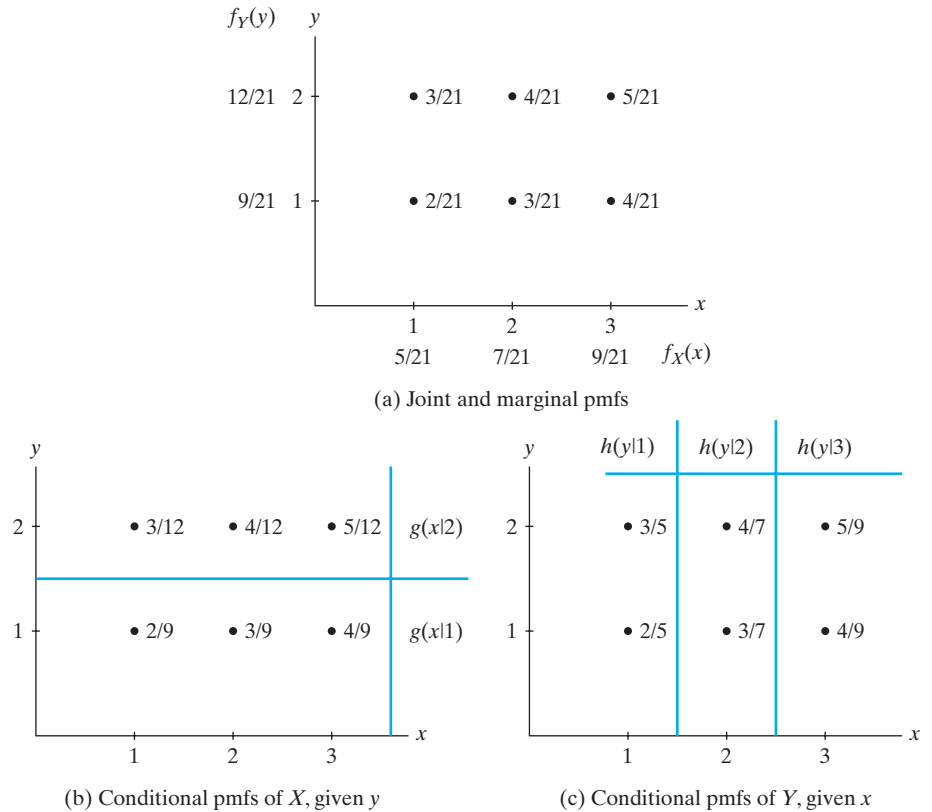 f_Y(y) y
12/21 2 3/21 4/21 5/21
9/21 1 2/21 3/21 4/21
x
1 2 3
5/21 7/21 9/21 f_X(x)
(a) Joint and marginal pmfs
y
2 3/12 4/12 5/12 g(x|2)
1 2/9 3/9 4/9 g(x|1)
x
1 2 3
(b) Conditional pmfs of X, given y
y h(y|1) h(y|2) h(y|3)
2 3/5 4/7 5/9
1 2/5 3/7 4/9
x
1 2 3
(c) Conditional pmfs of Y, given x